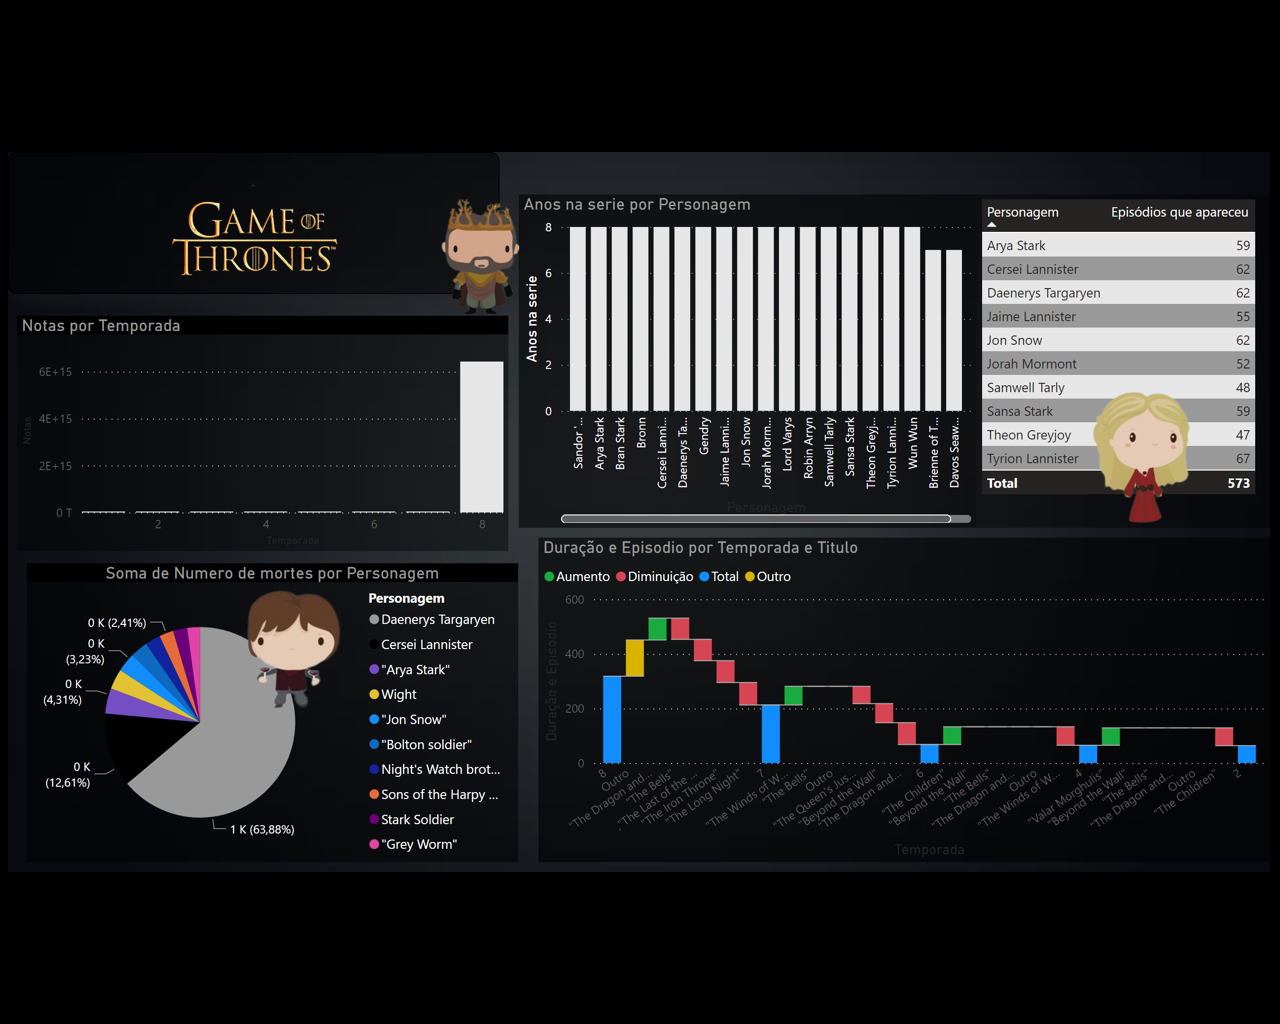 GAME OF
THRONES
Notas por Temporada
Notas
6E+15
4E+15
2E+15
0 T
2
4
6
8
Temporada
Soma de Numero de mortes por Personagem
0 K (2,41%)
0 K
(3,23%)
0 K
(4,31%)
0 K
(12,61%)
1 K (63,88%)
Personagem
Daenerys Targaryen
Cersei Lannister
"Arya Stark"
Wight
"Jon Snow"
"Bolton soldier"
Night's Watch brot...
Sons of the Harpy ...
Stark Soldier
"Grey Worm"
Anos na serie por Personagem
Anos na serie
8
6
4
2
0
Sandor '...
Arya Stark
Bran Stark
Bronn
Cersei Lanni...
Daenerys Ta...
Gendry
Jaime Lanni...
Jon Snow
Jorah Morm...
Lord Varys
Robin Arryn
Samwell Tarly
Sansa Stark
Theon Greyj...
Tyrion Lanni...
Wun Wun
Brienne of T...
Davos Seaw...
Personagem
Personagem Episódios que apareceu
Arya Stark 59
Cersei Lannister 62
Daenerys Targaryen 62
Jaime Lannister 55
Jon Snow 62
Jorah Mormont 52
Samwell Tarly 48
Sansa Stark 59
Theon Greyjoy 47
Tyrion Lannister 67
Total 573
Duração e Episodio por Temporada e Titulo
Aumento Diminuição Total Outro
Duração e Episodio
600
400
200
0
8
Outro
"The Dragon and...
"The Bells"
"The Last of the ...
"The Iron Throne"
"The Long Night"
7
"The Winds of W...
"The Bells"
Outro
"The Queen's Jus...
"Beyond the Wall"
"The Dragon and...
6
"The Children"
"Beyond the Wall"
"The Bells"
"The Dragon and...
Outro
"The Winds of W...
4
"Valar Morghulis"
"Beyond the Wall"
"The Bells"
"The Dragon and...
Outro
"The Children"
2
Temporada